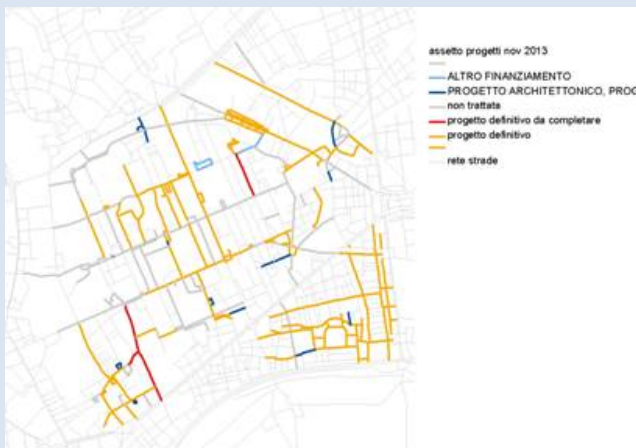 assetto progetti nov 2013
ALTRO FINANZIAMENTO
PROGETTO ARCHITETTONICO, PROG
non trattata
progetto definitivo da completare
progetto definitivo
rete strade